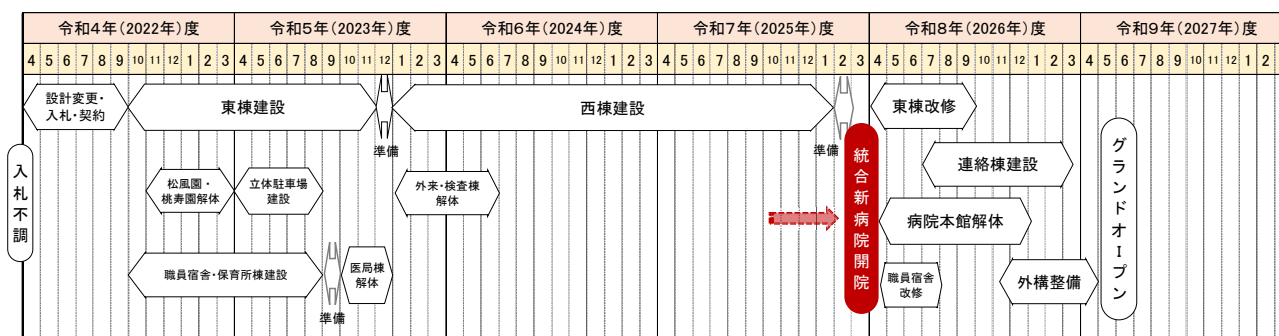 令和4年(2022年)度 令和5年(2023年)度 令和6年(2024年)度 令和7年(2025年)度 令和8年(2026年)度 令和9年(2027年)度
4 5 6 7 8 9 10 11 12 1 2 3 4 5 6 7 8 9 10 11 12 1 2 3 4 5 6 7 8 9 10 11 12 1 2 3 4 5 6 7 8 9 10 11 12 1 2 3 4 5 6 7 8 9 10 11 12 1 2 3 4 5 6 7 8 9 10 11 12 1 2
設計変更・
入札・契約
東棟建設
準備
西棟建設
準備
東棟改修
入札不調
松風園・
桃寿園解体
立体駐車場
建設
外来・検査棟
解体
統合新病院開院
連絡棟建設
病院本館解体
グランドオープン
職員宿舎・保育所棟建設
準備
医局棟
解体
職員宿舎
改修
外構整備